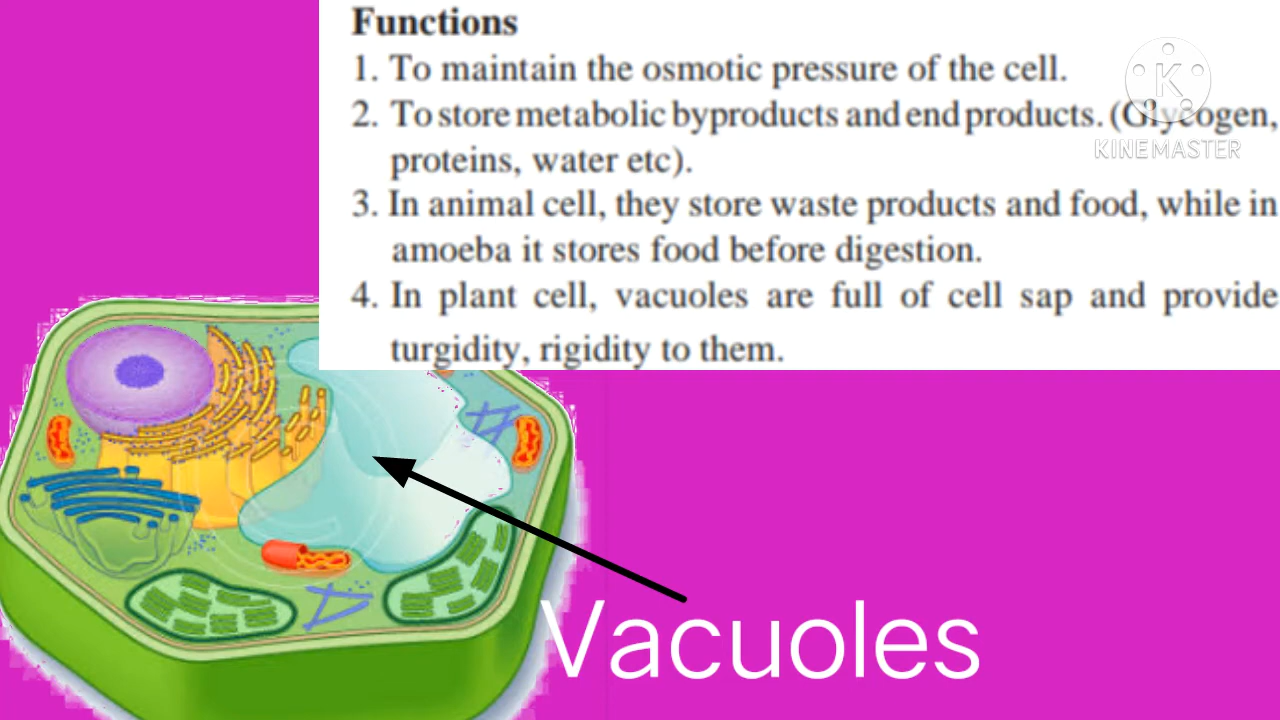 Functions
1. To maintain the osmotic pressure of the cell.
2. To store metabolic byproducts and end products. (Glycogen,
proteins, water etc).
3. In animal cell, they store waste products and food, while in
amoeba it stores food before digestion.
4. In plant cell, vacuoles are full of cell sap and provide
turgidity, rigidity to them.
K
KINEMASTER
Vacuoles